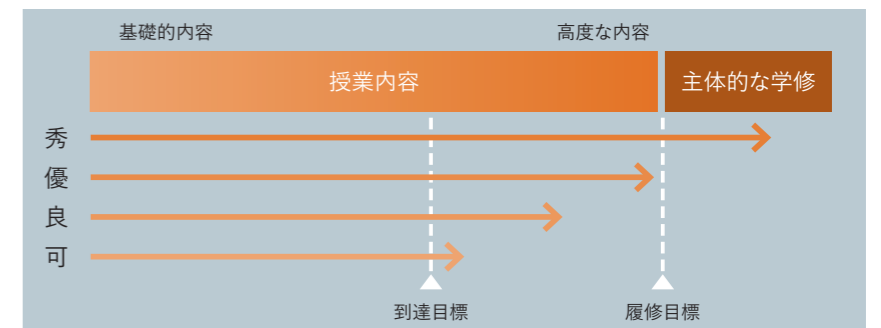 基礎的内容 高度な内容
授業内容 主体的な学修
秀
優
良
可
到達目標 履修目標